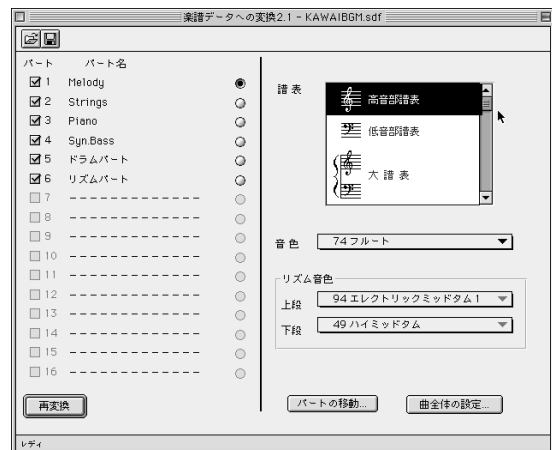 楽譜データへの変換2.1 - KAWAIBGM.sdf
パート パート名
1 Melody
2 Strings
3 Piano
4 Syn.Bass
5 ドラムパート
6 リズムパート
7 --------------
8 --------------
9 --------------
10 --------------
11 --------------
12 --------------
13 --------------
14 --------------
15 --------------
16 --------------
再変換
譜表
高音部譜表
低音部譜表
大譜表
音色 74 フルート
リズム音色
上段 94 エレクトリックミッドタム 1
下段 49 ハイミッドタム
パートの移動...
曲全体の設定...
レディ